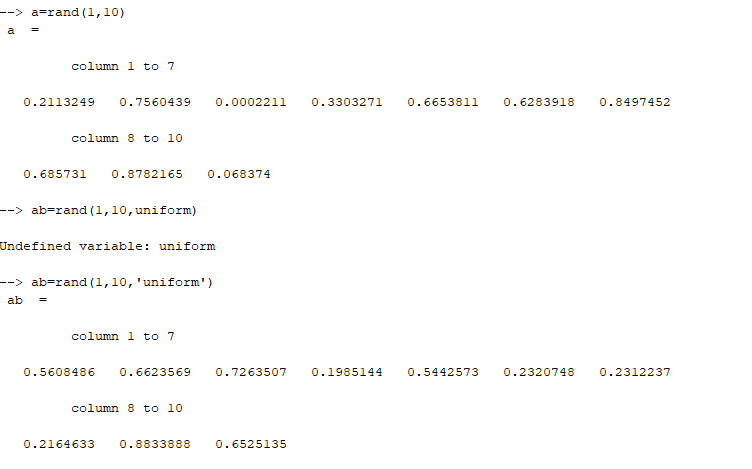 --> a=rand(1,10)
a =
column 1 to 7
0.2113249 0.7560439 0.0002211 0.3303271 0.6653811 0.6283918 0.8497452
column 8 to 10
0.685731 0.8782165 0.068374
--> ab=rand(1,10,uniform)
Undefined variable: uniform
--> ab=rand(1,10,'uniform')
ab =
column 1 to 7
0.5608486 0.6623569 0.7263507 0.1985144 0.5442573 0.2320748 0.2312237
column 8 to 10
0.2164633 0.8833888 0.6525135